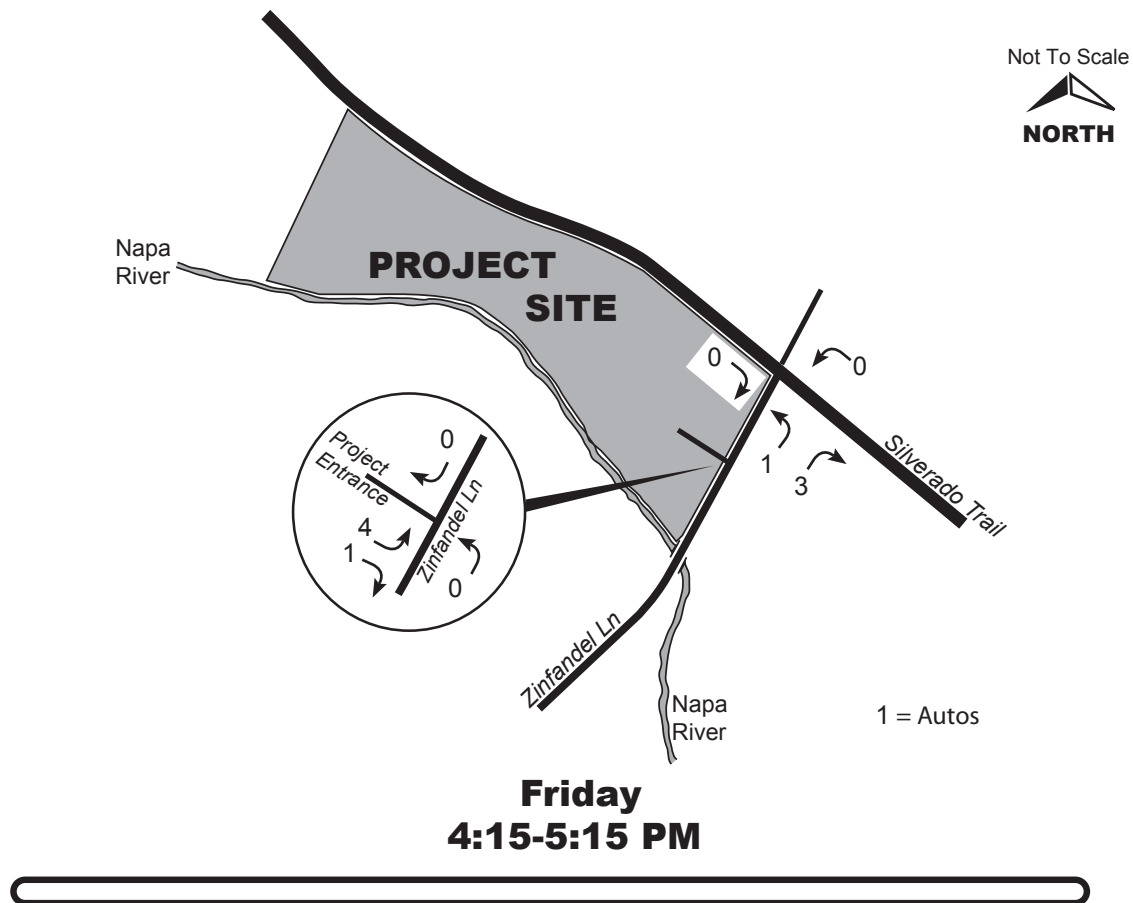 Not To Scale
NORTH
Napa
River
PROJECT
SITE
0
0
1
3
Silverado Trail
Project
Entrance
0
4
1
0
Zinfandel Ln
Zinfandel Ln
Napa
River
1 = Autos
Friday
4:15-5:15 PM